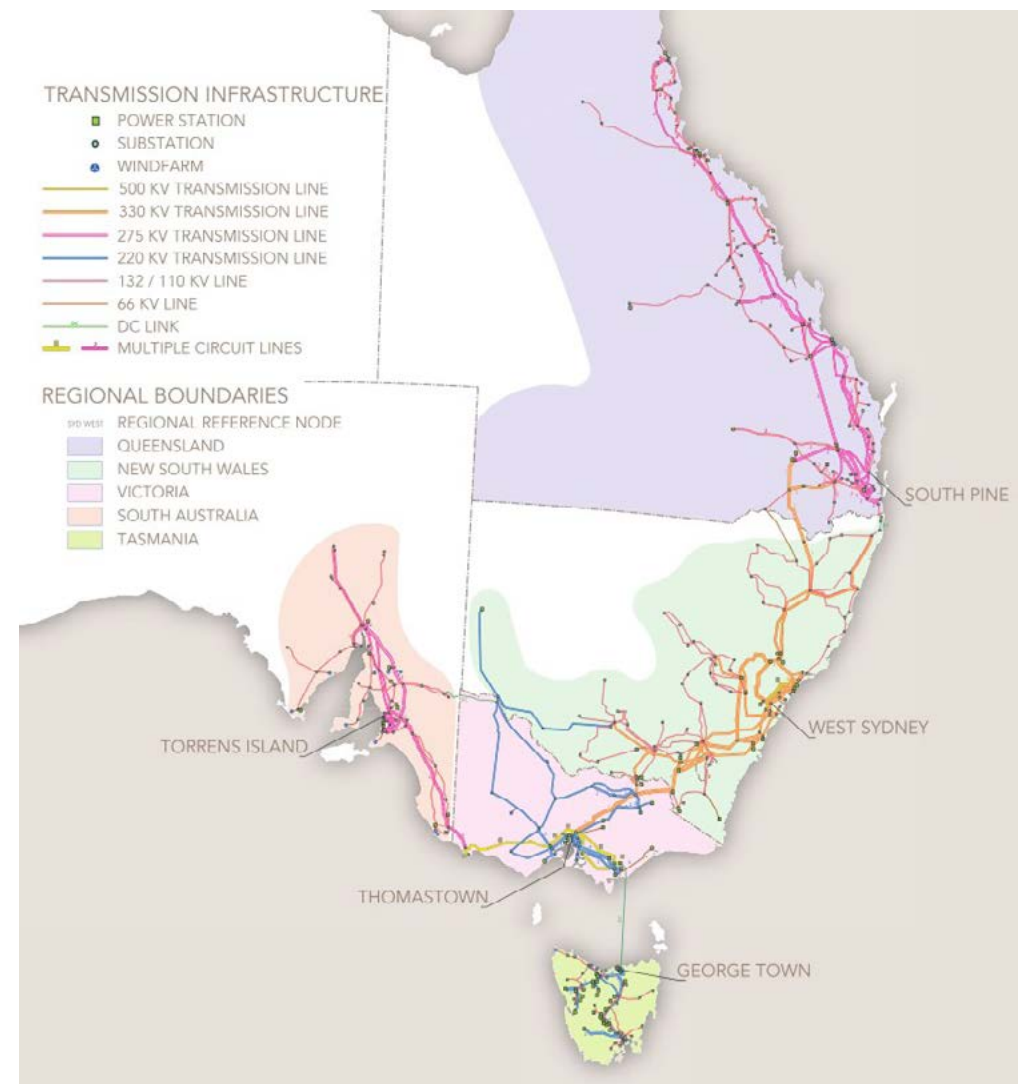 TRANSMISSION INFRASTRUCTURE
POWER STATION
SUBSTATION
WINDFARM
500 KV TRANSMISSION LINE
330 KV TRANSMISSION LINE
275 KV TRANSMISSION LINE
220 KV TRANSMISSION LINE
132 / 110 KV LINE
66 KV LINE
DC LINK
MULTIPLE CIRCUIT LINES
REGIONAL BOUNDARIES
SYD WEST REGIONAL REFERENCE NODE
QUEENSLAND
NEW SOUTH WALES
VICTORIA
SOUTH AUSTRALIA
TASMANIA
SOUTH PINE
WEST SYDNEY
TORRENS ISLAND
THOMASTOWN
GEORGE TOWN